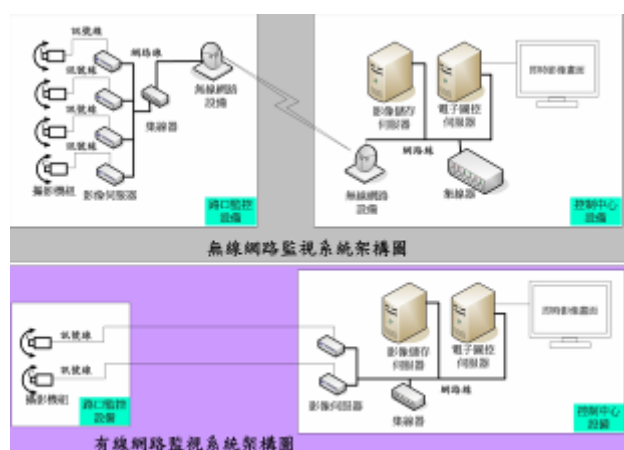 訊號線
網路線
訊號線
訊號線
訊號線
無線網路
設備
集線器
攝影機組
影像伺服器
路口監控
設備
影像儲存
伺服器
電子圖控
伺服器
即時影像畫面
網路線
無線網路
設備
集線器
控制中心
設備
無線網路監視系統架構圖
訊號線
訊號線
攝影機組
路口監控
設備
影像儲存
伺服器
電子圖控
伺服器
即時影像畫面
影像伺服器
網路線
集線器
控制中心
設備
有線網路監視系統架構圖